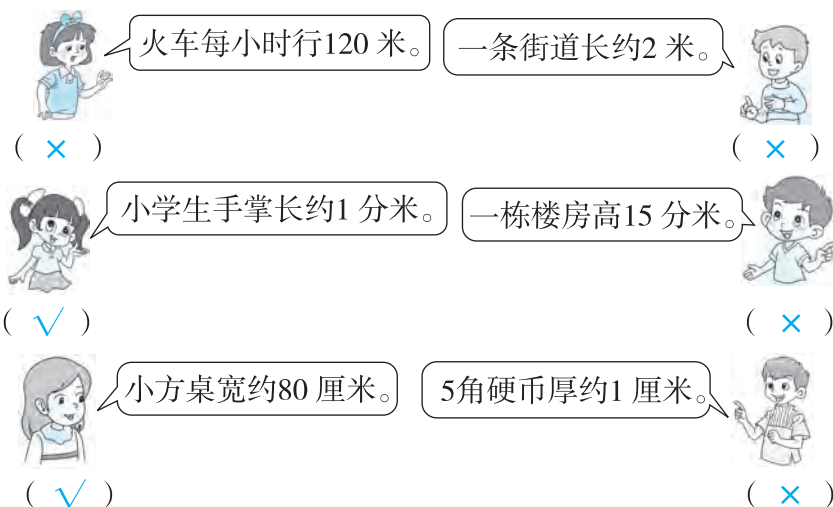 火车每小时行120 米。 一条街道长约2 米。
( × ) ( × )
小学生手掌长约1 分米。 一栋楼房高15 分米。
( √ ) ( × )
小方桌宽约80 厘米。 5角硬币厚约1 厘米。
( √ ) ( × )